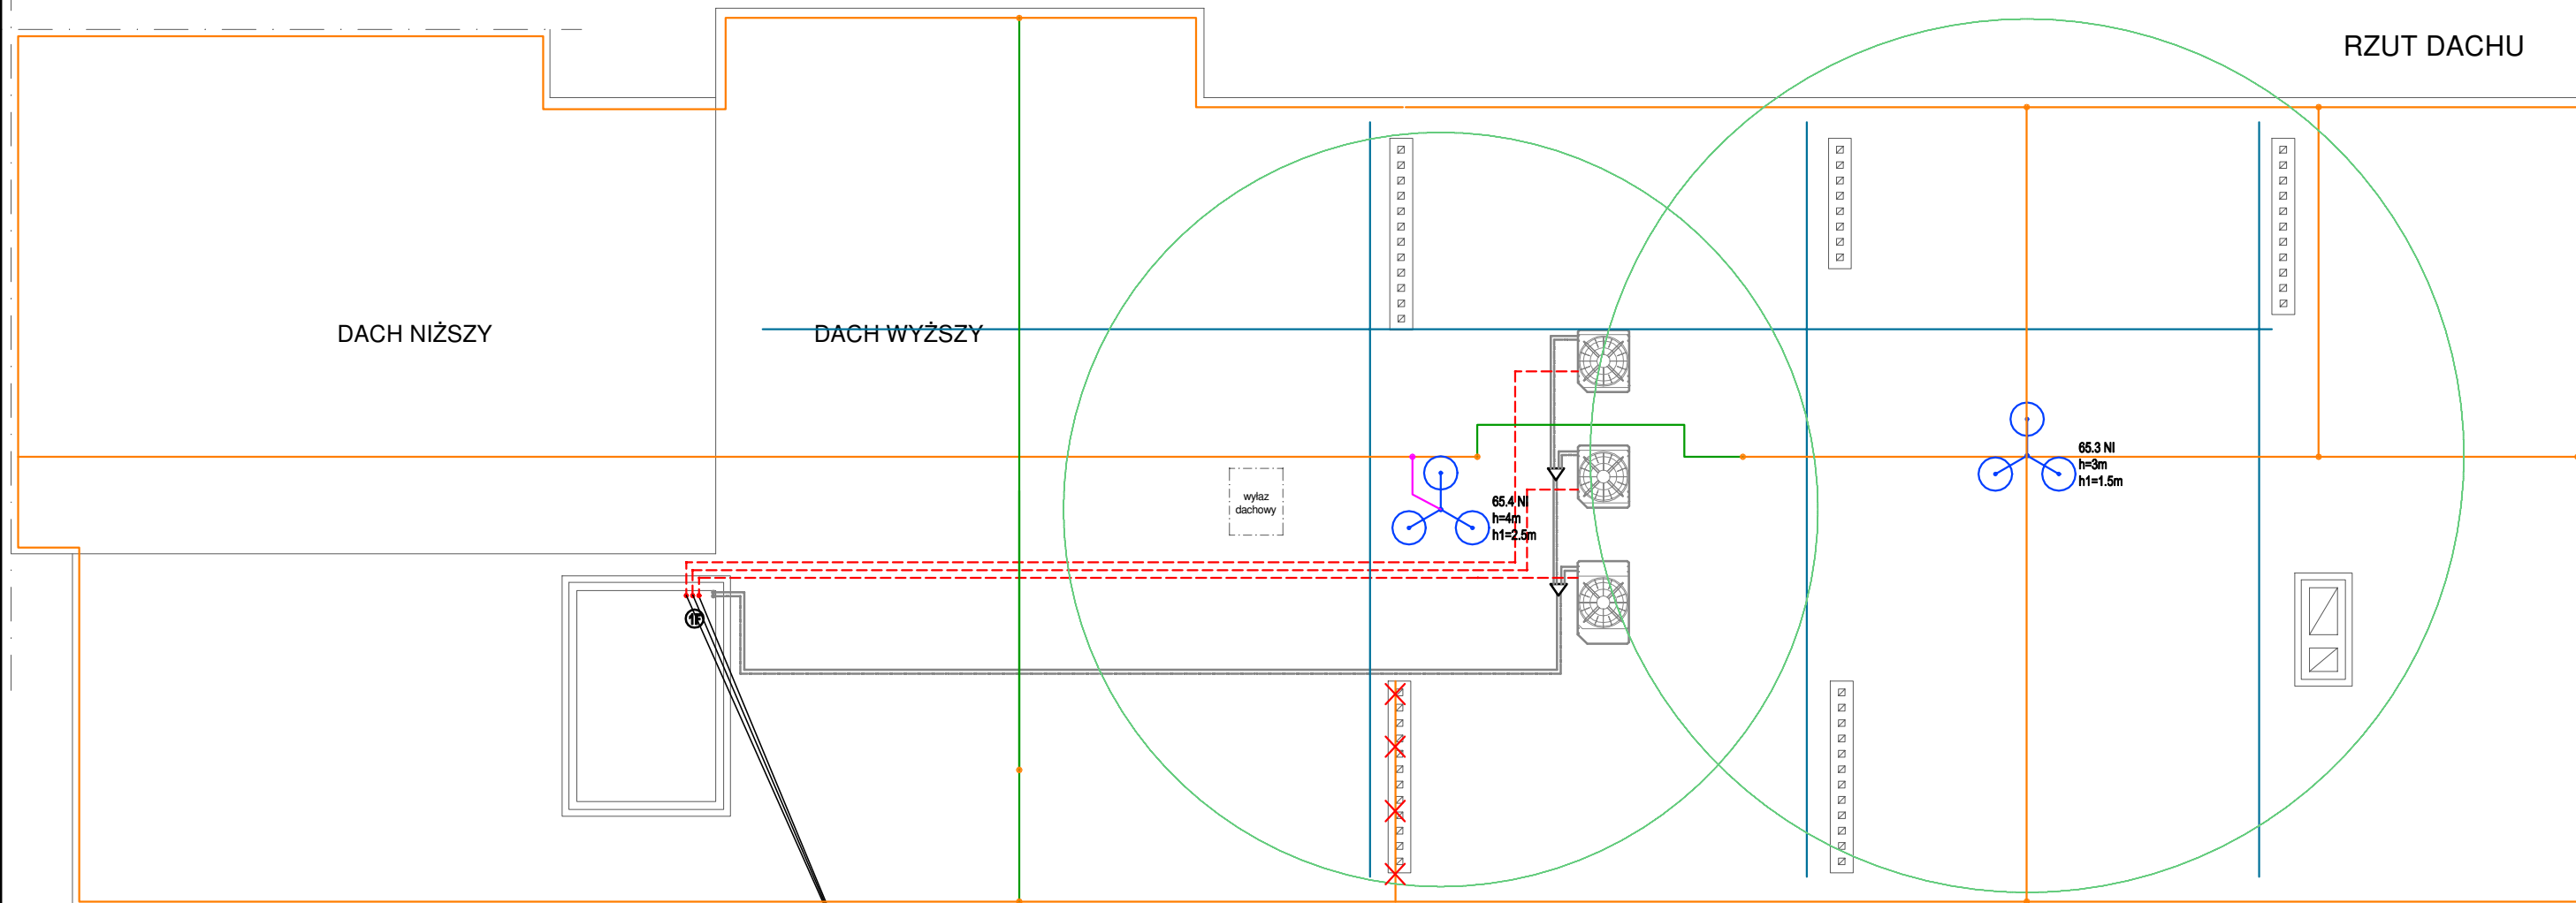 RZUT DACHU
DACH NIŻSZY
DACH WYŻSZY
65.3 NI
h=3m
h1=1.5m
wyłaz
dachowy
65.4 NI
h=4m
h1=2.5m